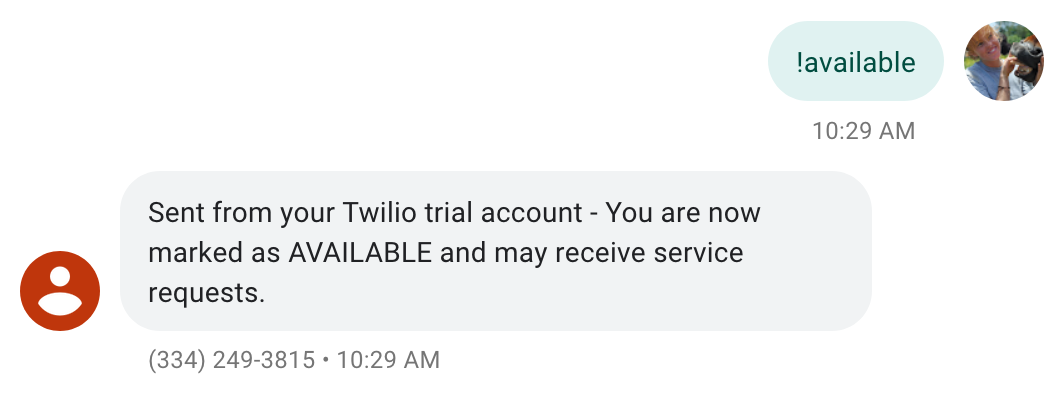 !available
10:29 AM
Sent from your Twilio trial account - You are now
marked as AVAILABLE and may receive service
requests.
(334) 249-3815 • 10:29 AM